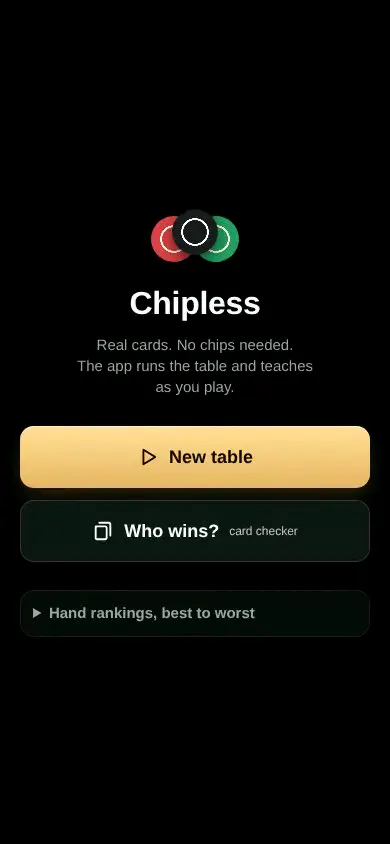 Chipless
Real cards. No chips needed.
The app runs the table and teaches
as you play.
New table
Who wins? card checker
Hand rankings, best to worst